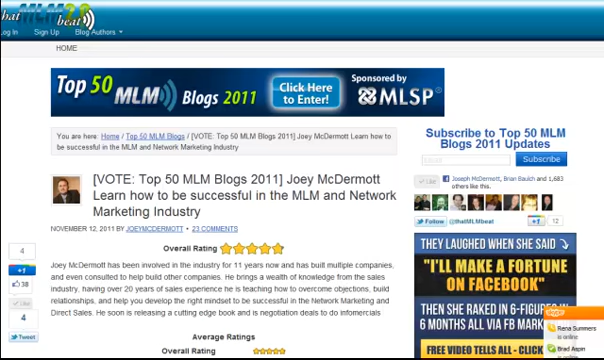 that MLM beat
Log In Sign Up Blog Authors
HOME
Top 50 MLM Blogs 2011 Click Here to Enter! Sponsored by MLSP
You are here: Home / Top 50 MLM Blogs / [VOTE: Top 50 MLM Blogs 2011] Joey McDermott Learn how to
be successful in the MLM and Network Marketing Industry
[VOTE: Top 50 MLM Blogs 2011] Joey McDermott
Learn how to be successful in the MLM and Network
Marketing Industry
NOVEMBER 12, 2011 BY JOEYMCDERMOTT · 23 COMMENTS
Overall Rating
Joey McDermott has been involved in the industry for 11 years now and has built multiple companies,
and even consulted to help build other companies. He brings a wealth of knowledge from the sales
industry, having over 20 years of sales experience he is teaching how to overcome objections, build
relationships, and help you develop the right mindset to be successful in the Network Marketing and
Direct Sales. He soon is releasing a cutting edge book and is negotiation deals to do infomercials
Average Ratings
Overall Rating
4
+1
38
Like
4
Tweet
Subscribe to Top 50 MLM
Blogs 2011 Updates
Subscribe
Like
Joseph McDermott, Brian Bauch and 1,683
others like this.
Follow @thatMLMbeat
+1 12
THEY LAUGHED WHEN SHE SAID
"I'LL MAKE A FORTUNE
ON FACEBOOK"
THEN SHE RAKED IN 6-FIGURES IN
6 MONTHS ALL VIA FB MARK
FREE VIDEO TELLS ALL - CLICK
Rena Summers
is online
Brad Aspin
is online